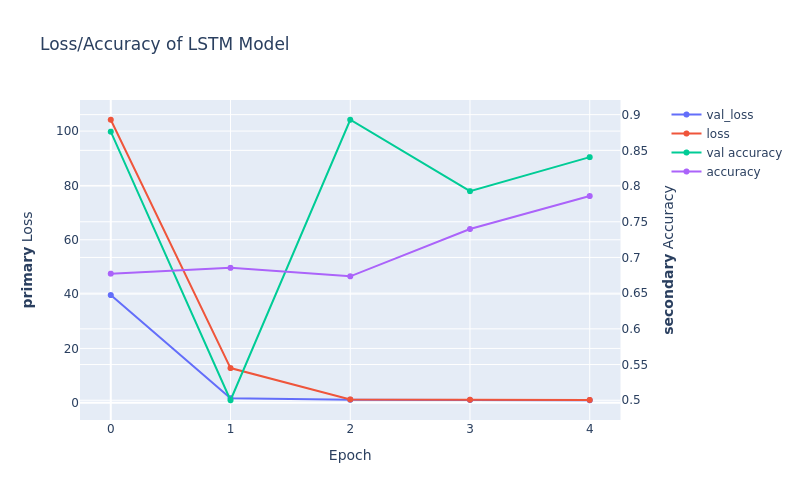 Loss/Accuracy of LSTM Model
primary Loss
100
80
60
40
20
0
0
1
2
3
4
Epoch
0.9
0.85
0.8
0.75
0.7
0.65
0.6
0.55
0.5
secondary Accuracy
val_loss
loss
val accuracy
accuracy